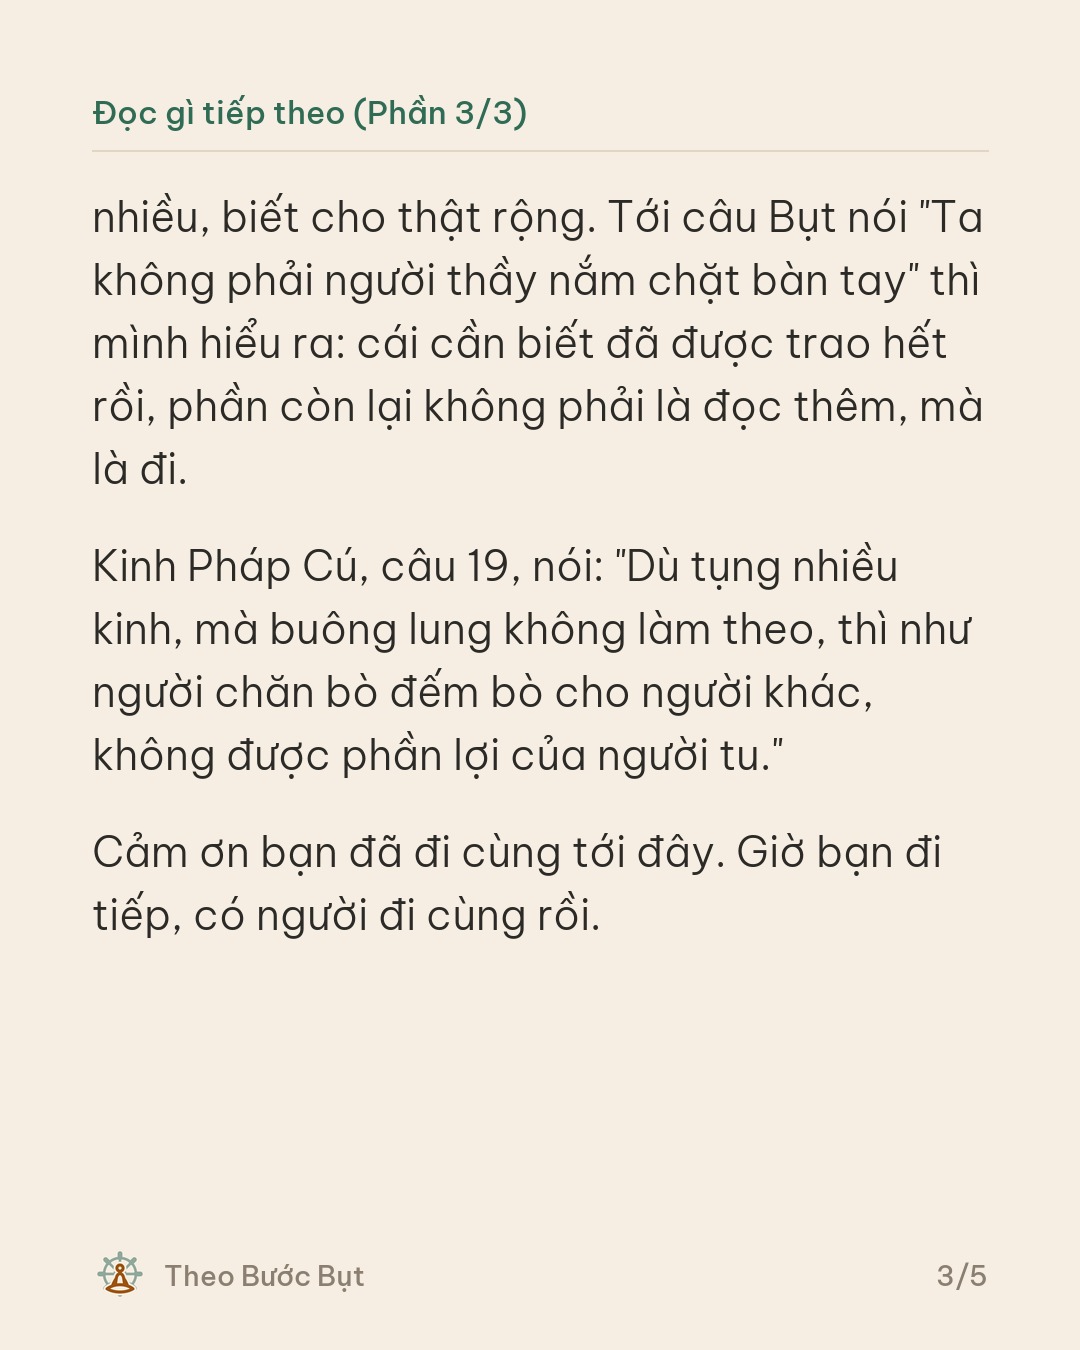 Đọc gì tiếp theo (Phần 3/3)
nhiều, biết cho thật rộng. Tới câu Bụt nói "Ta
không phải người thầy nắm chặt bàn tay" thì
mình hiểu ra: cái cần biết đã được trao hết
rồi, phần còn lại không phải là đọc thêm, mà
là đi.
Kinh Pháp Cú, câu 19, nói: "Dù tụng nhiều
kinh, mà buông lung không làm theo, thì như
người chăn bò đếm bò cho người khác,
không được phần lợi của người tu."
Cảm ơn bạn đã đi cùng tới đây. Giờ bạn đi
tiếp, có người đi cùng rồi.
Theo Bước Bụt
3/5